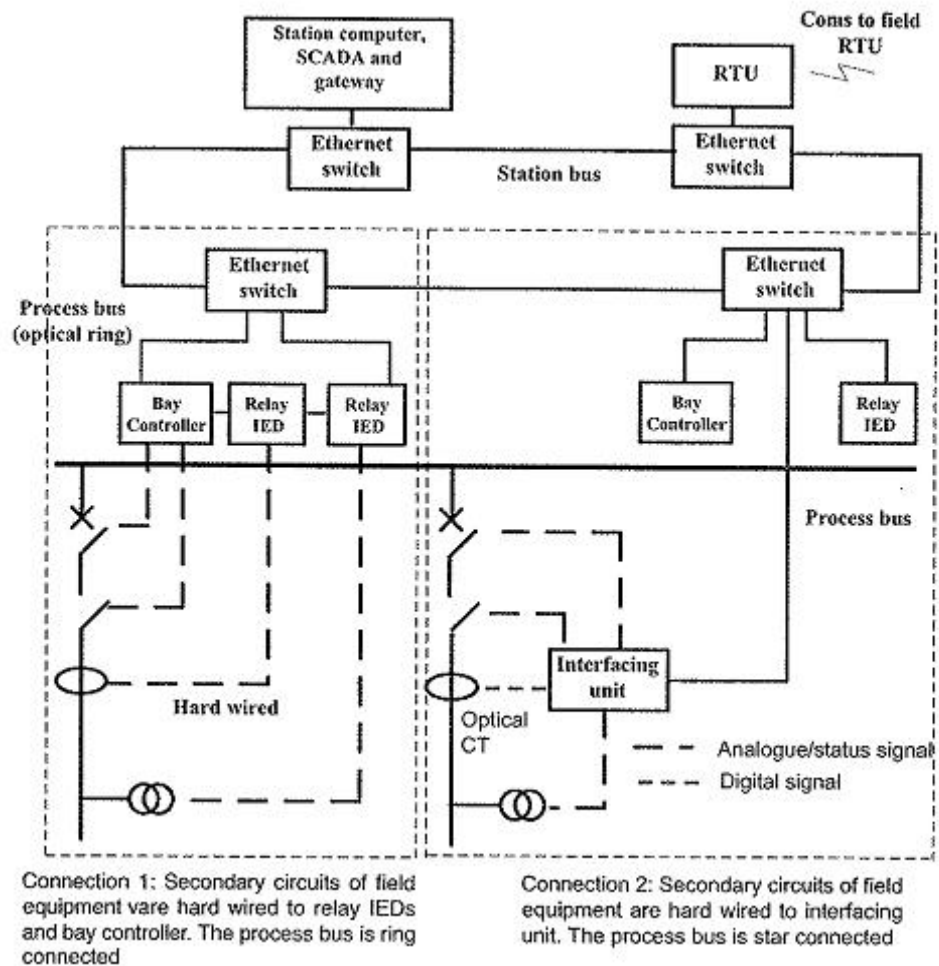 Station computer,
SCADA and
gateway
Coms to field
RTU
RTU
Ethernet
switch
Station bus
Ethernet
switch
Ethernet
switch
Ethernet
switch
Process bus
(optical ring)
Bay
Controller
Relay
IED
Relay
IED
Bay
Controller
Relay
IED
Process bus
Hard wired
Interfacing
unit
Optical
CT
Analogue/status signal
Digital signal
Connection 1: Secondary circuits of field
equipment vare hard wired to relay IEDs
and bay controller. The process bus is ring
connected
Connection 2: Secondary circuits of field
equipment are hard wired to interfacing
unit. The process bus is star connected